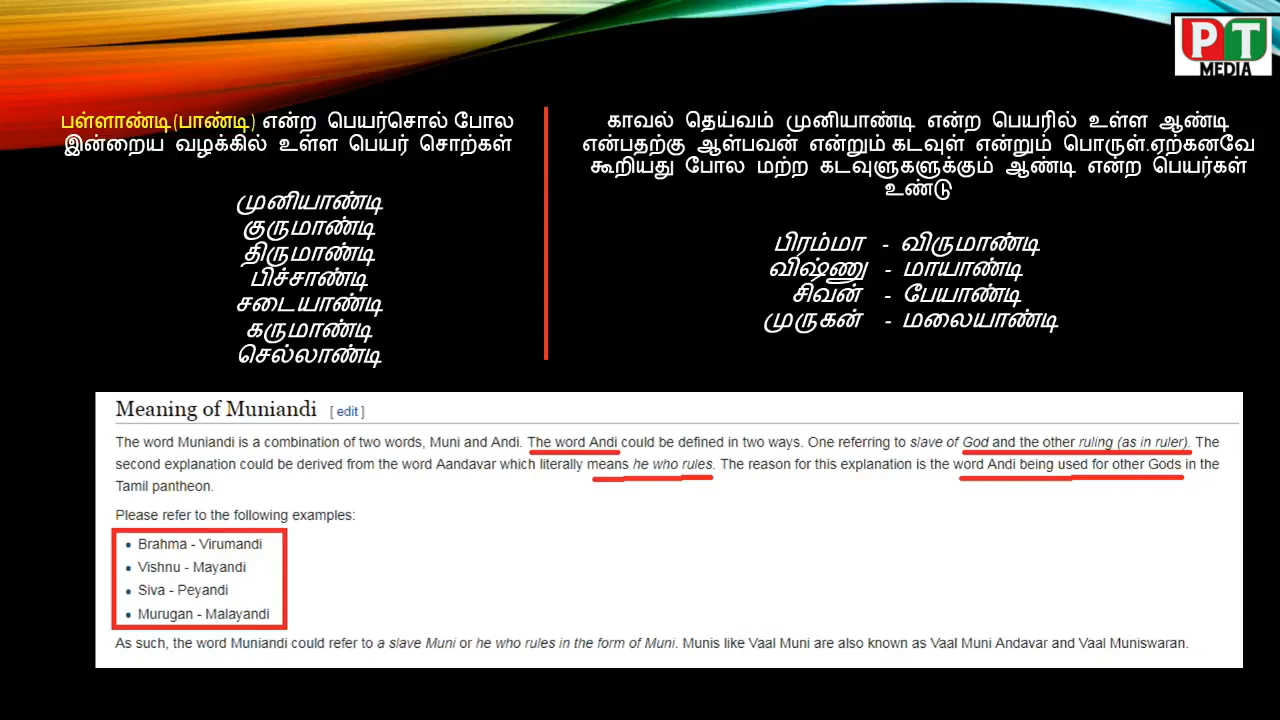 PT
MEDIA
பள்ளாண்டி(பாண்டி) என்ற பெயர்சொல் போல
இன்றைய வழக்கில் உள்ள பெயர் சொற்கள்
முனியாண்டி
குருமாண்டி
திருமாண்டி
பிச்சாண்டி
சடையாண்டி
கருமாண்டி
செல்லாண்டி
காவல் தெய்வம் முனியாண்டி என்ற பெயரில் உள்ள ஆண்டி
என்பதற்கு ஆள்பவன் என்றும் கடவுள் என்றும் பொருள்.ஏற்கனவே
கூறியது போல மற்ற கடவுளுகளுக்கும் ஆண்டி என்ற பெயர்கள்
உண்டு
பிரம்மா - விருமாண்டி
விஷ்ணு - மாயாண்டி
சிவன் - பேயாண்டி
முருகன் - மலையாண்டி
Meaning of Muniandi [ edit ]
The word Muniandi is a combination of two words, Muni and Andi. The word Andi could be defined in two ways. One referring to slave of God and the other ruling (as in ruler). The
second explanation could be derived from the word Aandavar which literally means he who rules. The reason for this explanation is the word Andi being used for other Gods in the
Tamil pantheon.
Please refer to the following examples:
• Brahma - Virumandi
• Vishnu - Mayandi
• Siva - Peyandi
• Murugan - Malayandi
As such, the word Muniandi could refer to a slave Muni or he who rules in the form of Muni. Munis like Vaal Muni are also known as Vaal Muni Andavar and Vaal Muniswaran.